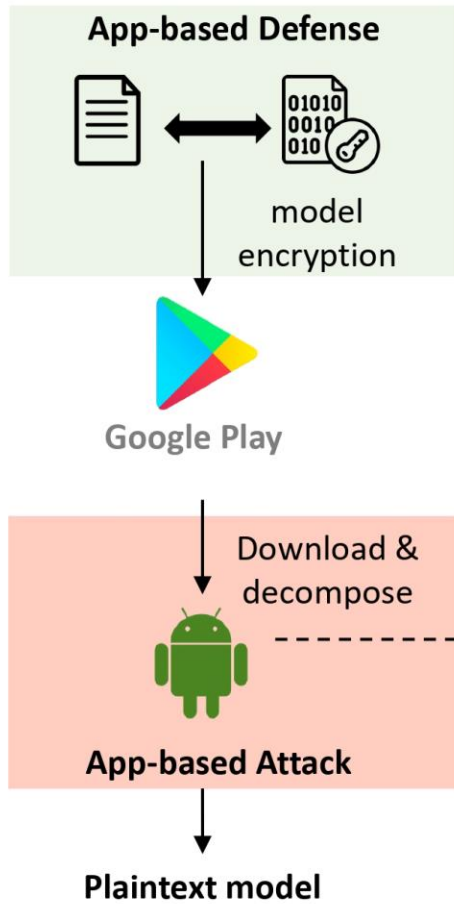 App-based Defense
01010
0010
010
model
encryption
Google Play
Download &
decompose
App-based Attack
Plaintext model